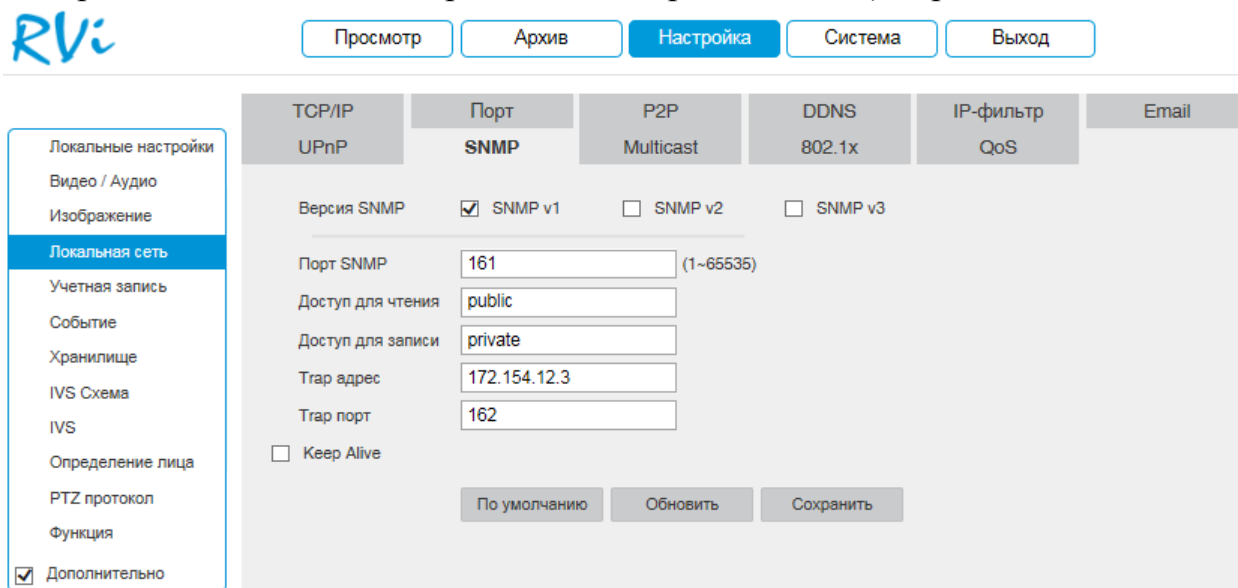 RVi
Просмотр Архив Настройка Система Выход
TCP/IP Порт P2P DDNS IP-фильтр Email
UPnP SNMP Multicast 802.1x QoS
Локальные настройки
Видео / Аудио
Изображение
Локальная сеть
Учетная запись
Событие
Хранилище
IVS Схема
IVS
Определение лица
PTZ протокол
Функция
Дополнительно
Версия SNMP SNMP v1 SNMP v2 SNMP v3
Порт SNMP 161 (1~65535)
Доступ для чтения public
Доступ для записи private
Trap адрес 172.154.12.3
Trap порт 162
Keep Alive
По умолчанию Обновить Сохранить